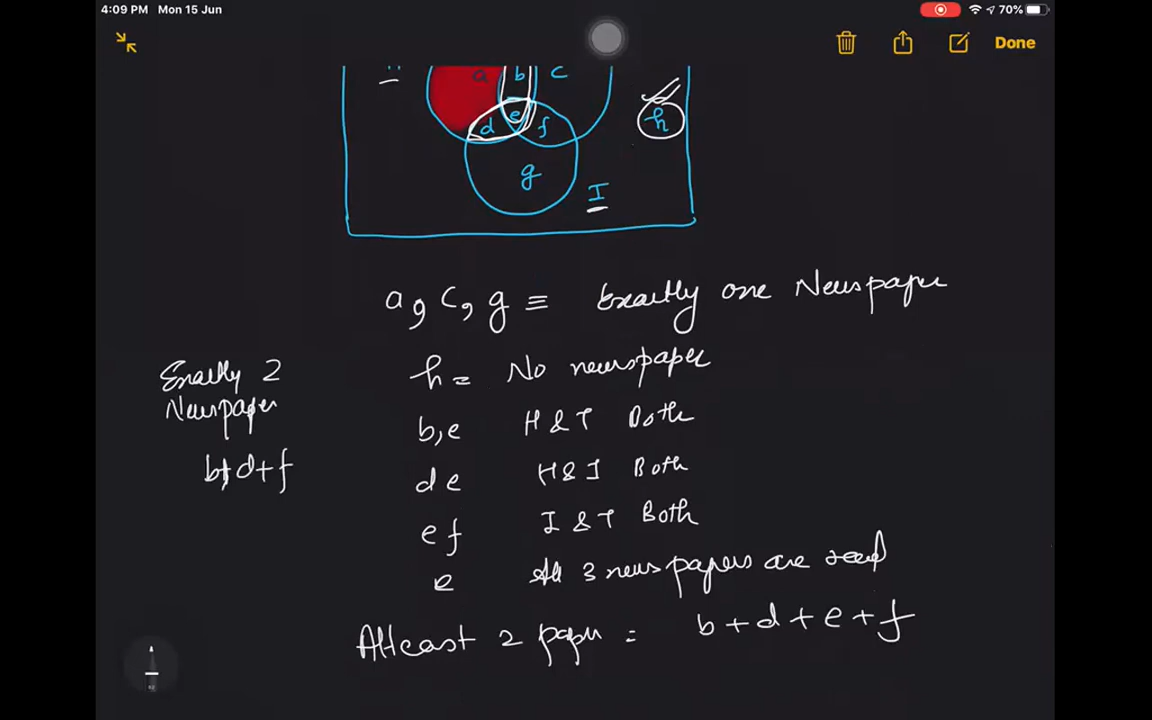 4:09 PM Mon 15 Jun
70%
Done
a b c
d e f
h
g
I
a, c, g ≡ Exactly one Newspaper
h = No newspaper
Exactly 2
Newspaper
b+d+f
b,e H & T Both
d e H & I Both
e f I & T Both
e All 3 newspapers are read
Atleast 2 paper = b + d + e + f